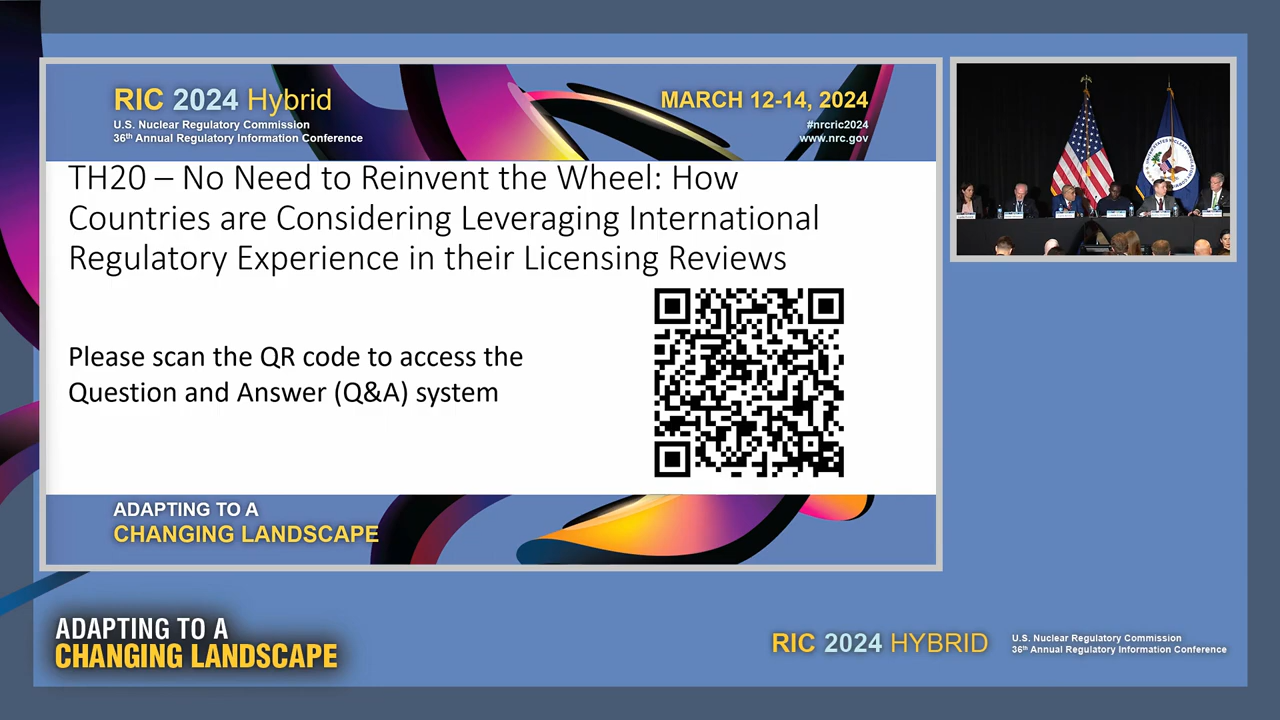 RIC 2024 Hybrid
U.S. Nuclear Regulatory Commission
36th Annual Regulatory Information Conference
MARCH 12-14, 2024
#nrcric2024
www.nrc.gov
TH20 – No Need to Reinvent the Wheel: How
Countries are Considering Leveraging International
Regulatory Experience in their Licensing Reviews
Please scan the QR code to access the
Question and Answer (Q&A) system
ADAPTING TO A
CHANGING LANDSCAPE
ADAPTING TO A
CHANGING LANDSCAPE
RIC 2024 HYBRID
U.S. Nuclear Regulatory Commission
36th Annual Regulatory Information Conference